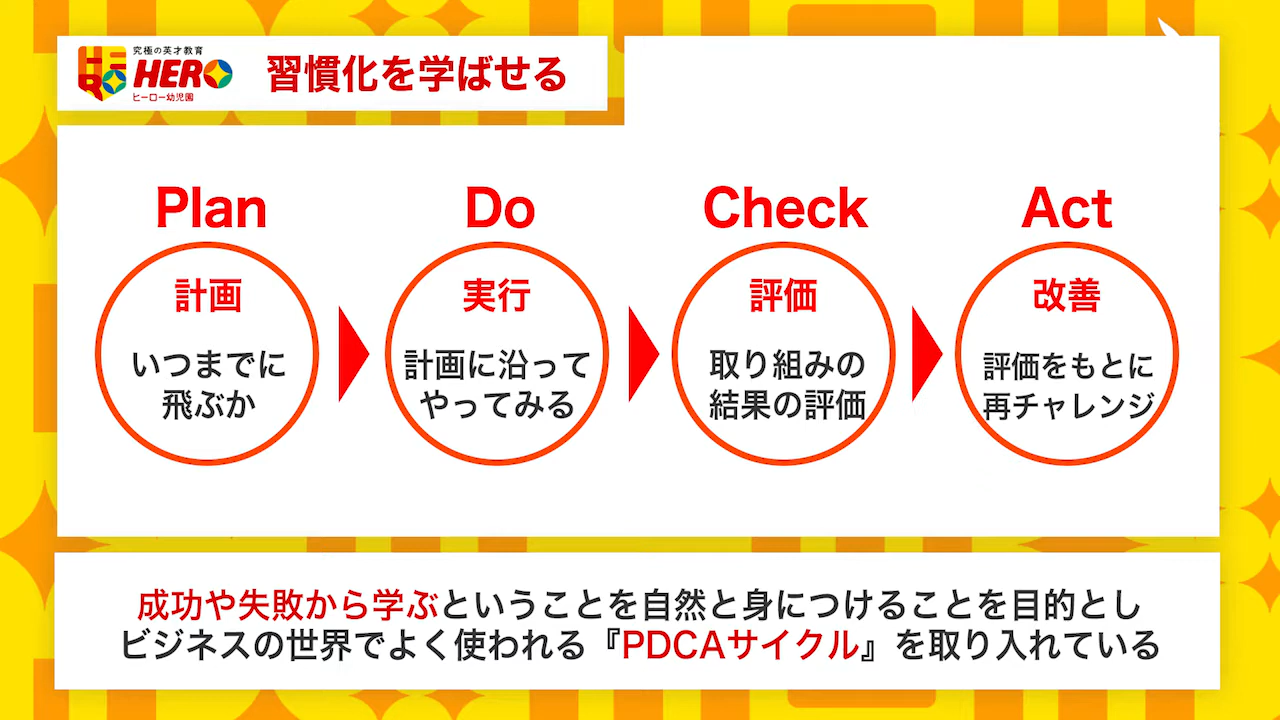 究極の英才教育
HERO
HERO
ヒーロー幼児園
習慣化を学ばせる
Plan
計画
いつまでに
飛ぶか
Do
実行
計画に沿って
やってみる
Check
評価
取り組みの
結果の評価
Act
改善
評価をもとに
再チャレンジ
成功や失敗から学ぶということを自然と身につけることを目的とし
ビジネスの世界でよく使われる『PDCAサイクル』を取り入れている